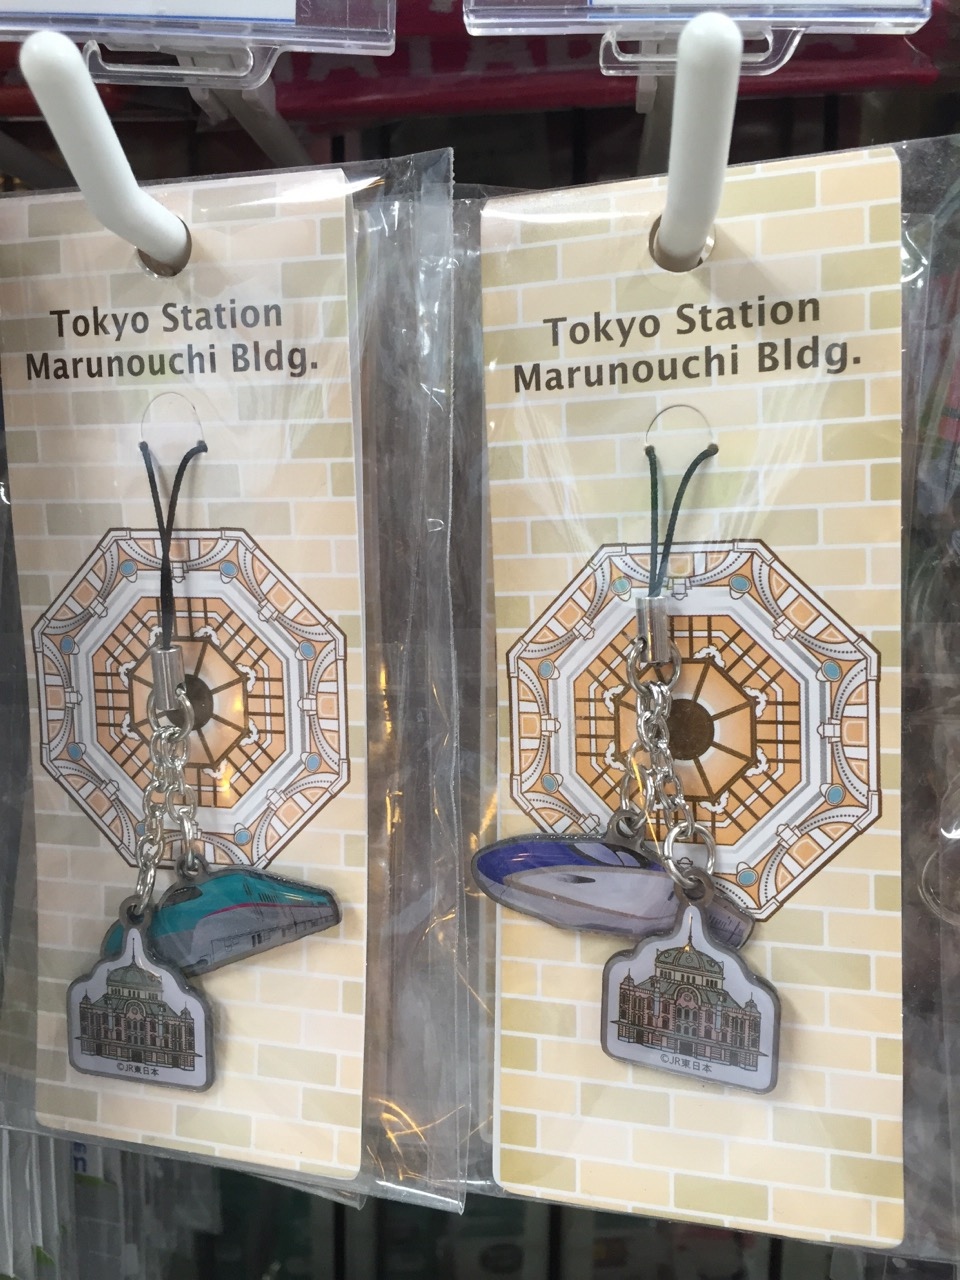 Tokyo Station
Marunouchi Bldg.
©JR東日本
Tokyo Station
Marunouchi Bldg.
©JR東日本